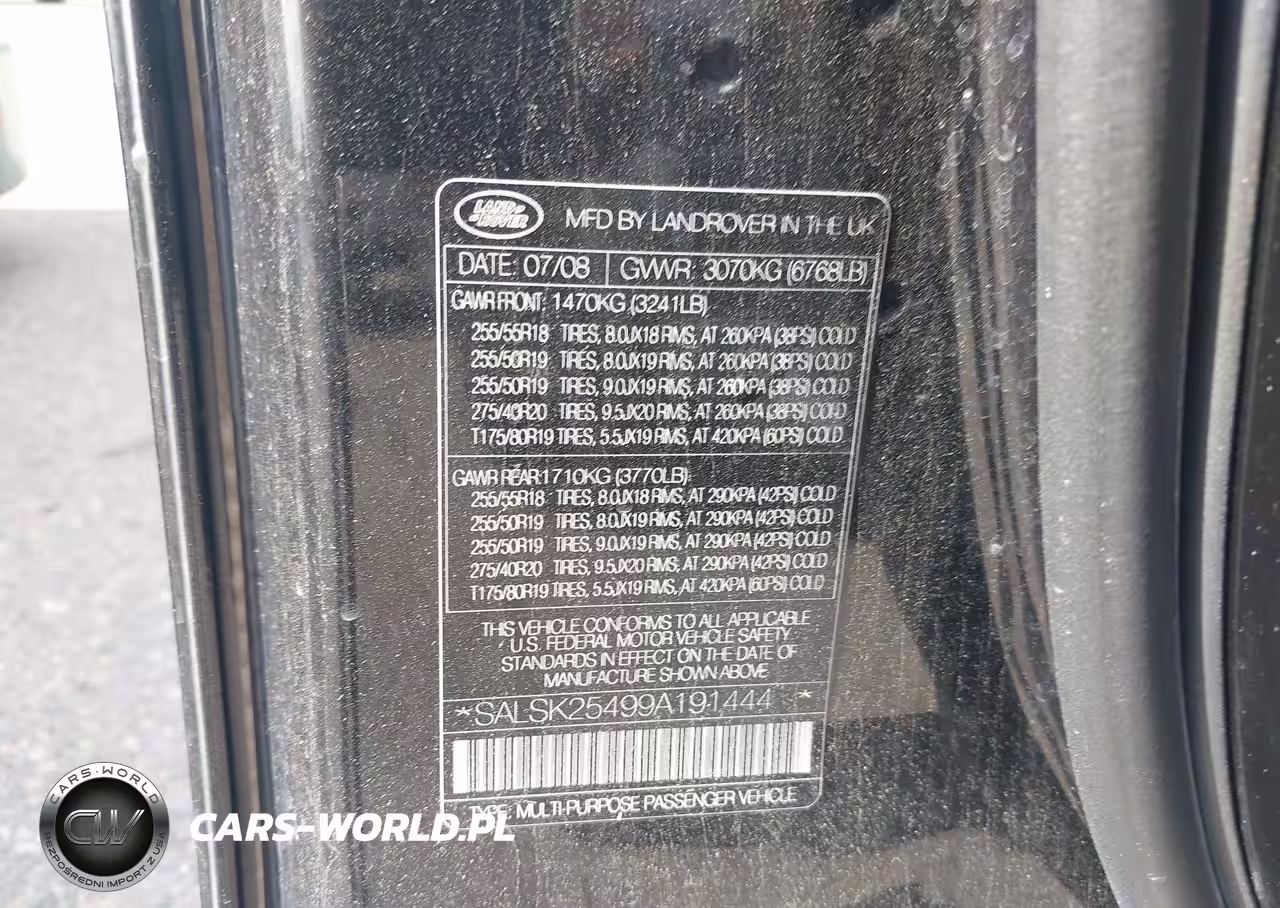 LAND ROVER
MFD BY LANDROVER IN THE UK
DATE: 07/08 GVWR: 3070KG (6768LB)
GAWR FRONT: 1470KG (3241LB)
255/55R18 TIRES, 8.0JX18 RIMS, AT 260KPA (38PSI) COLD
255/50R19 TIRES, 8.0JX19 RIMS, AT 260KPA (38PSI) COLD
255/50R19 TIRES, 9.0JX19 RIMS, AT 260KPA (38PSI) COLD
275/40R20 TIRES, 9.5JX20 RIMS, AT 260KPA (38PSI) COLD
T175/80R19 TIRES, 5.5JX19 RIMS, AT 420KPA (60PSI) COLD
GAWR REAR:1710KG (3770LB)
255/55R18 TIRES, 8.0JX18 RIMS, AT 290KPA (42PSI) COLD
255/50R19 TIRES, 8.0JX19 RIMS, AT 290KPA (42PSI) COLD
255/50R19 TIRES, 9.0JX19 RIMS, AT 290KPA (42PSI) COLD
275/40R20 TIRES, 9.5JX20 RIMS, AT 290KPA (42PSI) COLD
T175/80R19 TIRES, 5.5JX19 RIMS, AT 420KPA (60PSI) COLD
THIS VEHICLE CONFORMS TO ALL APPLICABLE
U.S. FEDERAL MOTOR VEHICLE SAFETY
STANDARDS IN EFFECT ON THE DATE OF
MANUFACTURE SHOWN ABOVE
*SALSK25499A191444 *
TYPE: MULTI-PURPOSE PASSENGER VEHICLE
CARS-WORLD
CW
BEZPOŚREDNI IMPORT Z USA
CARS-WORLD.PL